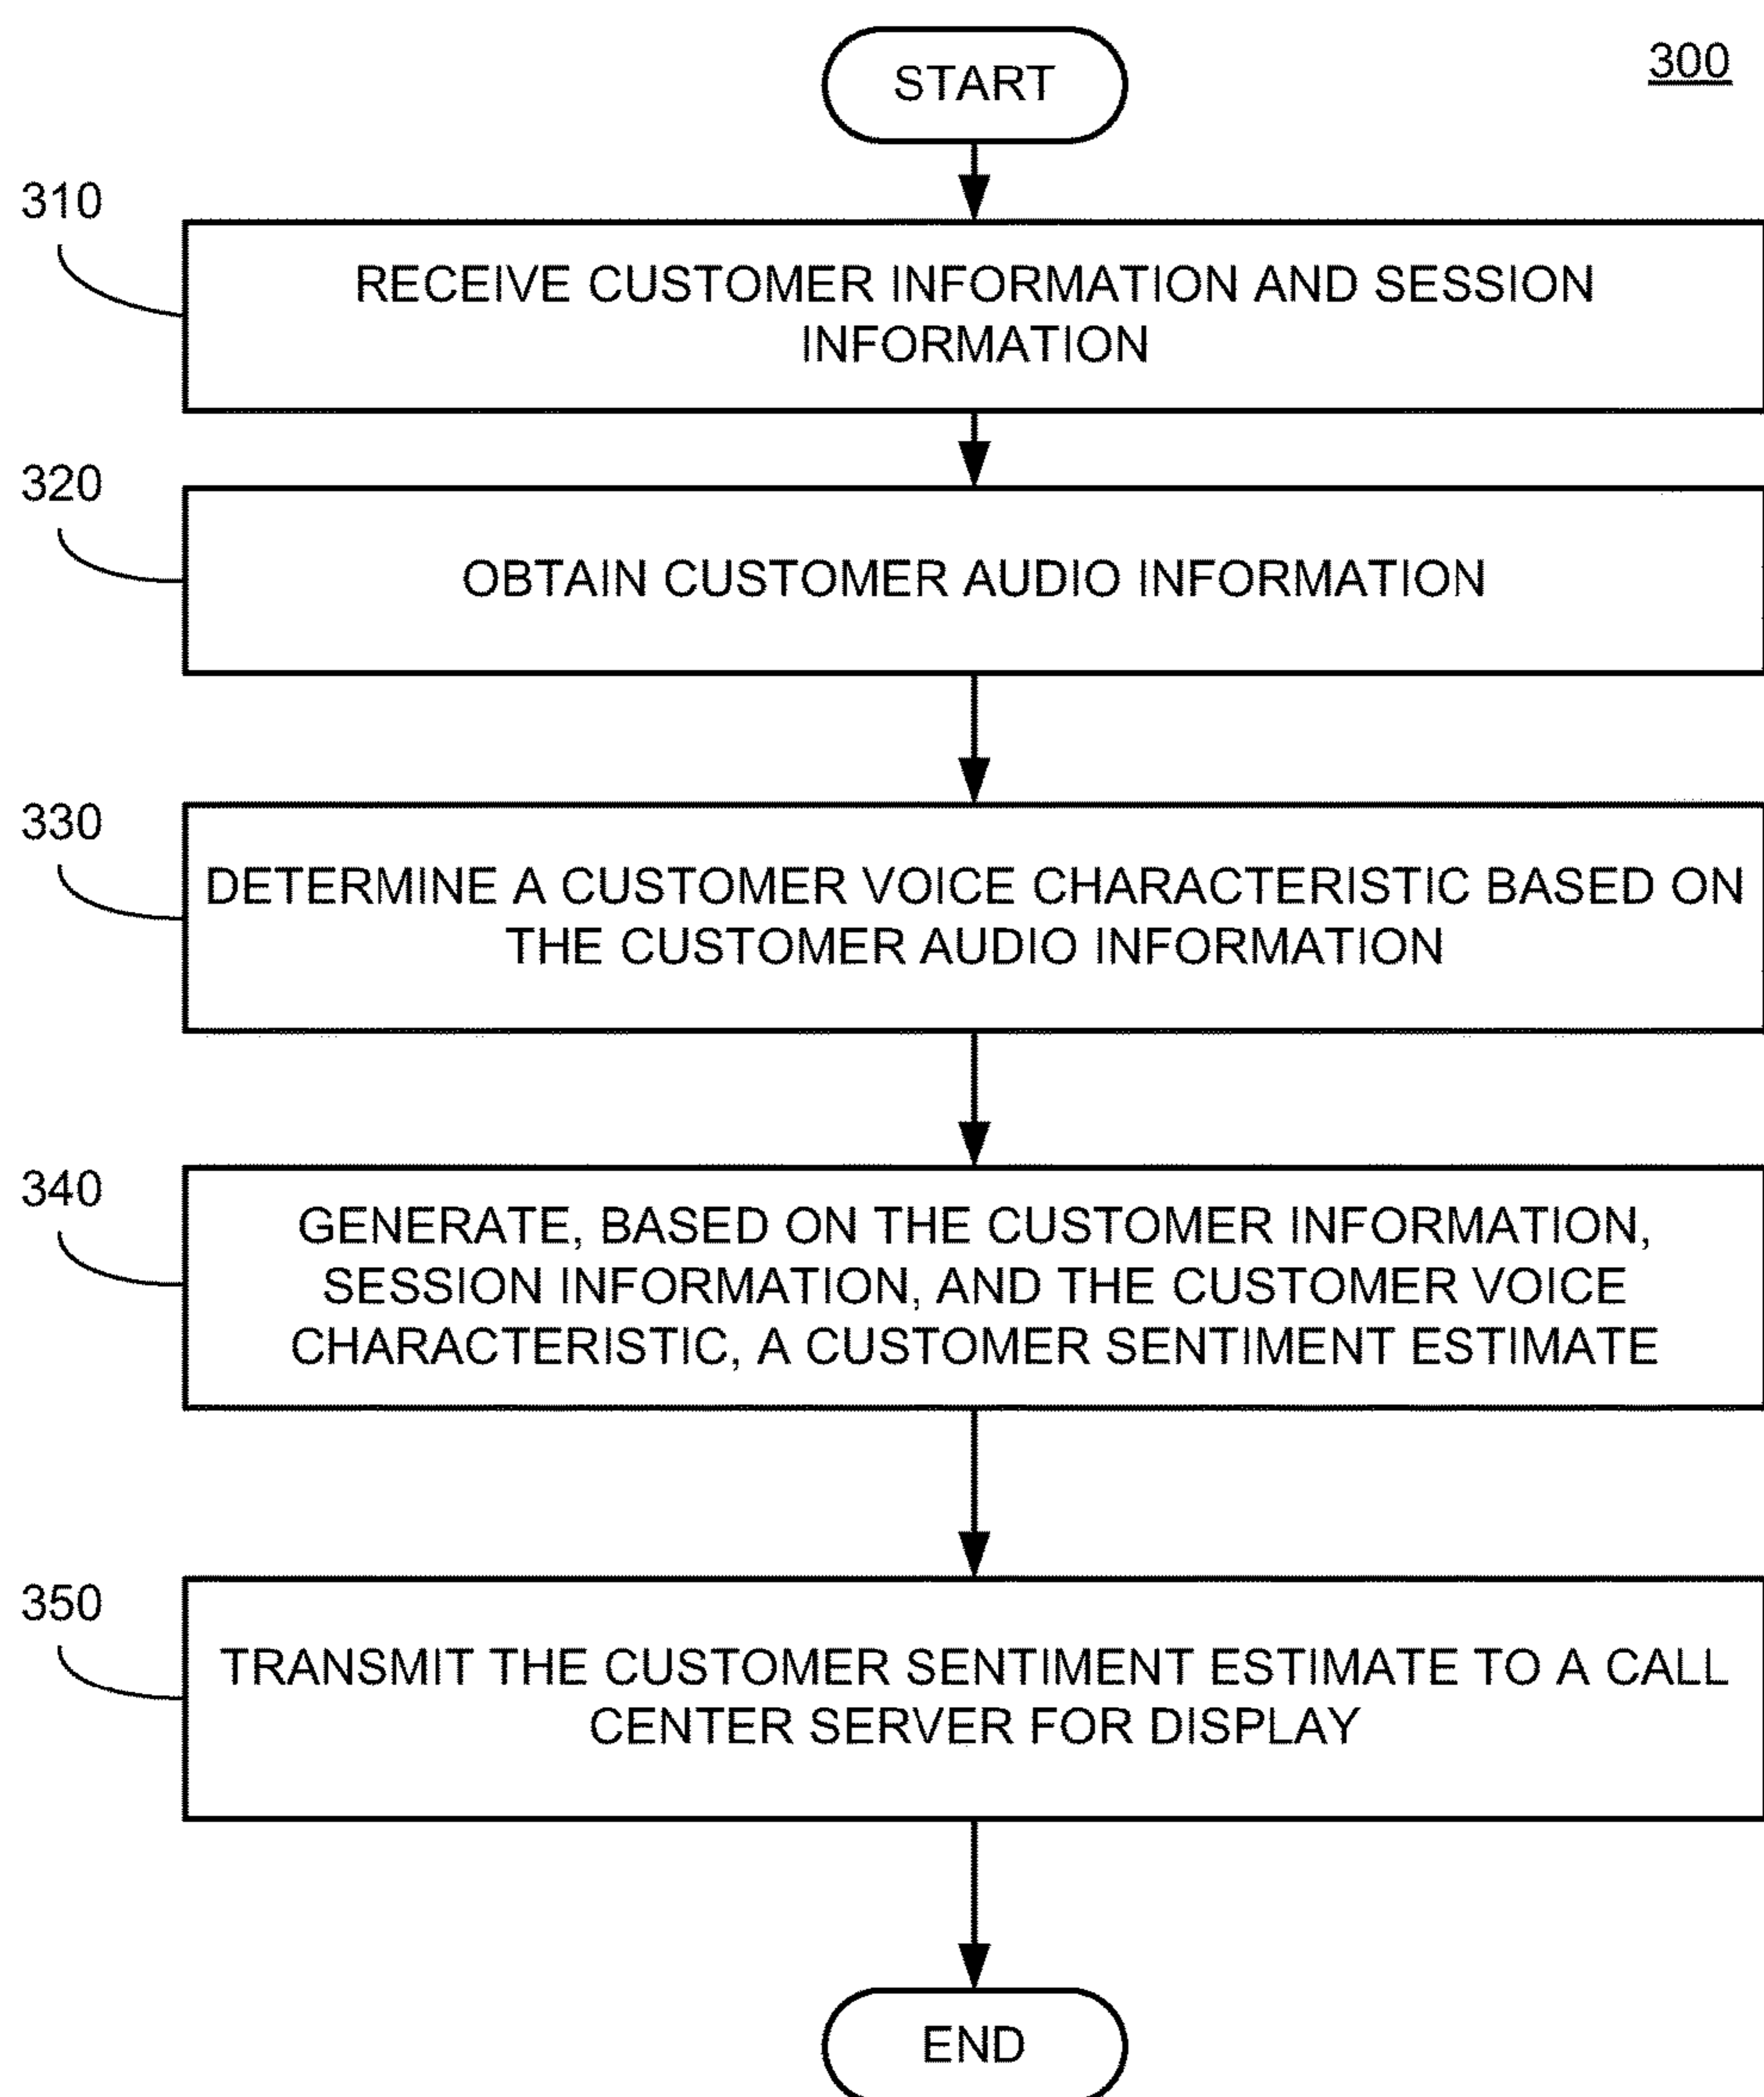 START
300
310
RECEIVE CUSTOMER INFORMATION AND SESSION
INFORMATION
320
OBTAIN CUSTOMER AUDIO INFORMATION
330
DETERMINE A CUSTOMER VOICE CHARACTERISTIC BASED ON
THE CUSTOMER AUDIO INFORMATION
340
GENERATE, BASED ON THE CUSTOMER INFORMATION,
SESSION INFORMATION, AND THE CUSTOMER VOICE
CHARACTERISTIC, A CUSTOMER SENTIMENT ESTIMATE
350
TRANSMIT THE CUSTOMER SENTIMENT ESTIMATE TO A CALL
CENTER SERVER FOR DISPLAY
END